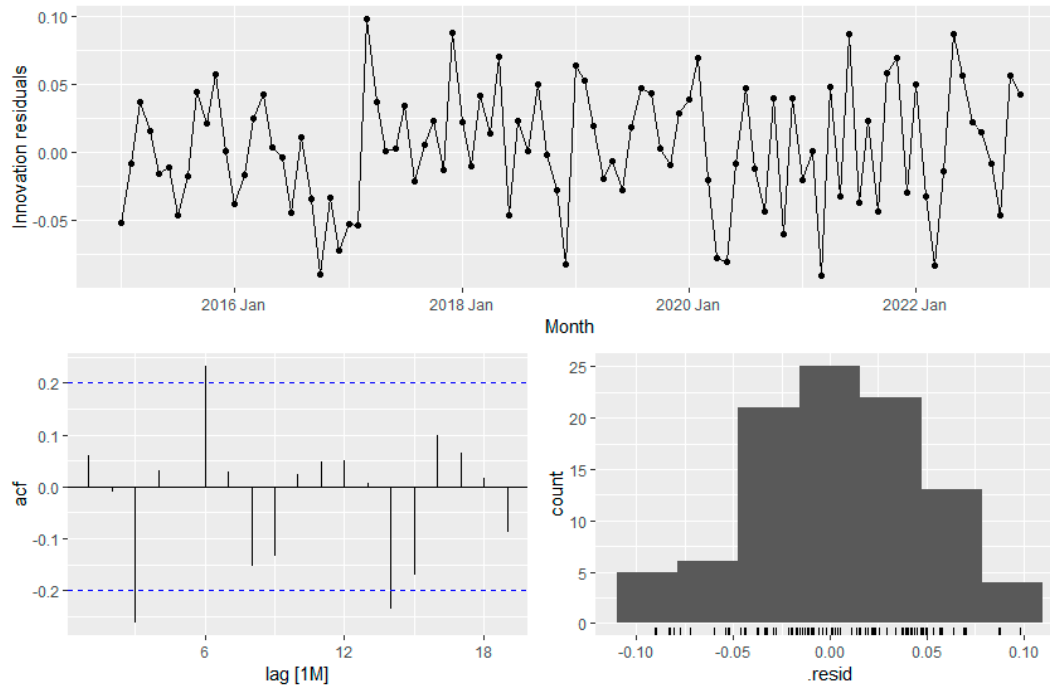 0.10
0.05
0.00
-0.05
Innovation residuals
2016 Jan 2018 Jan 2020 Jan 2022 Jan
Month
0.2
0.1
0.0
-0.1
-0.2
acf
6 12 18
lag [1M]
25
20
15
10
5
0
count
-0.10 -0.05 0.00 0.05 0.10
.resid